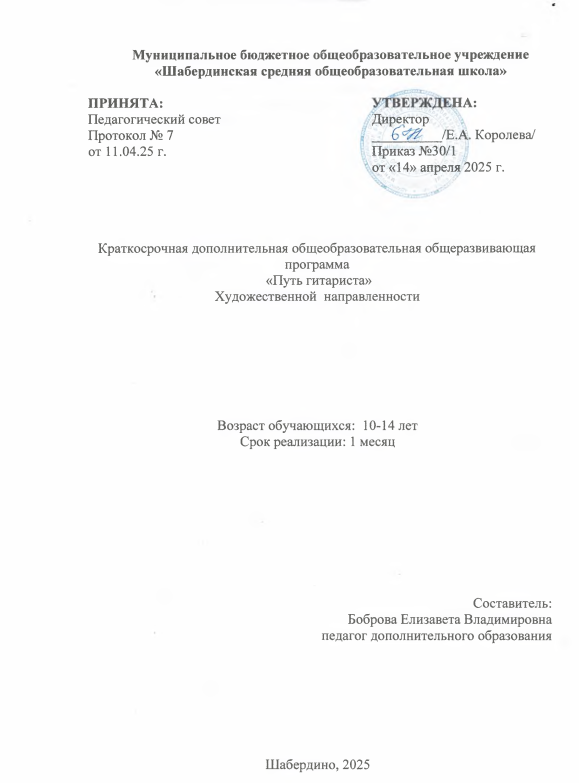 Муниципальное бюджетное общеобразовательное учреждение
«Шабердинская средняя общеобразовательная школа»
ПРИНЯТА:
Педагогический совет
Протокол № 7
от 11.04.25 г.
УТВЕРЖДЕНА:
Директор
__________/Е.А. Королева/
Приказ №30/1
от «14» апреля 2025 г.
Краткосрочная дополнительная общеобразовательная общеразвивающая
программа
«Путь гитариста»
Художественной направленности
Возраст обучающихся: 10-14 лет
Срок реализации: 1 месяц
Составитель:
Боброва Елизавета Владимировна
педагог дополнительного образования
Шабердино, 2025